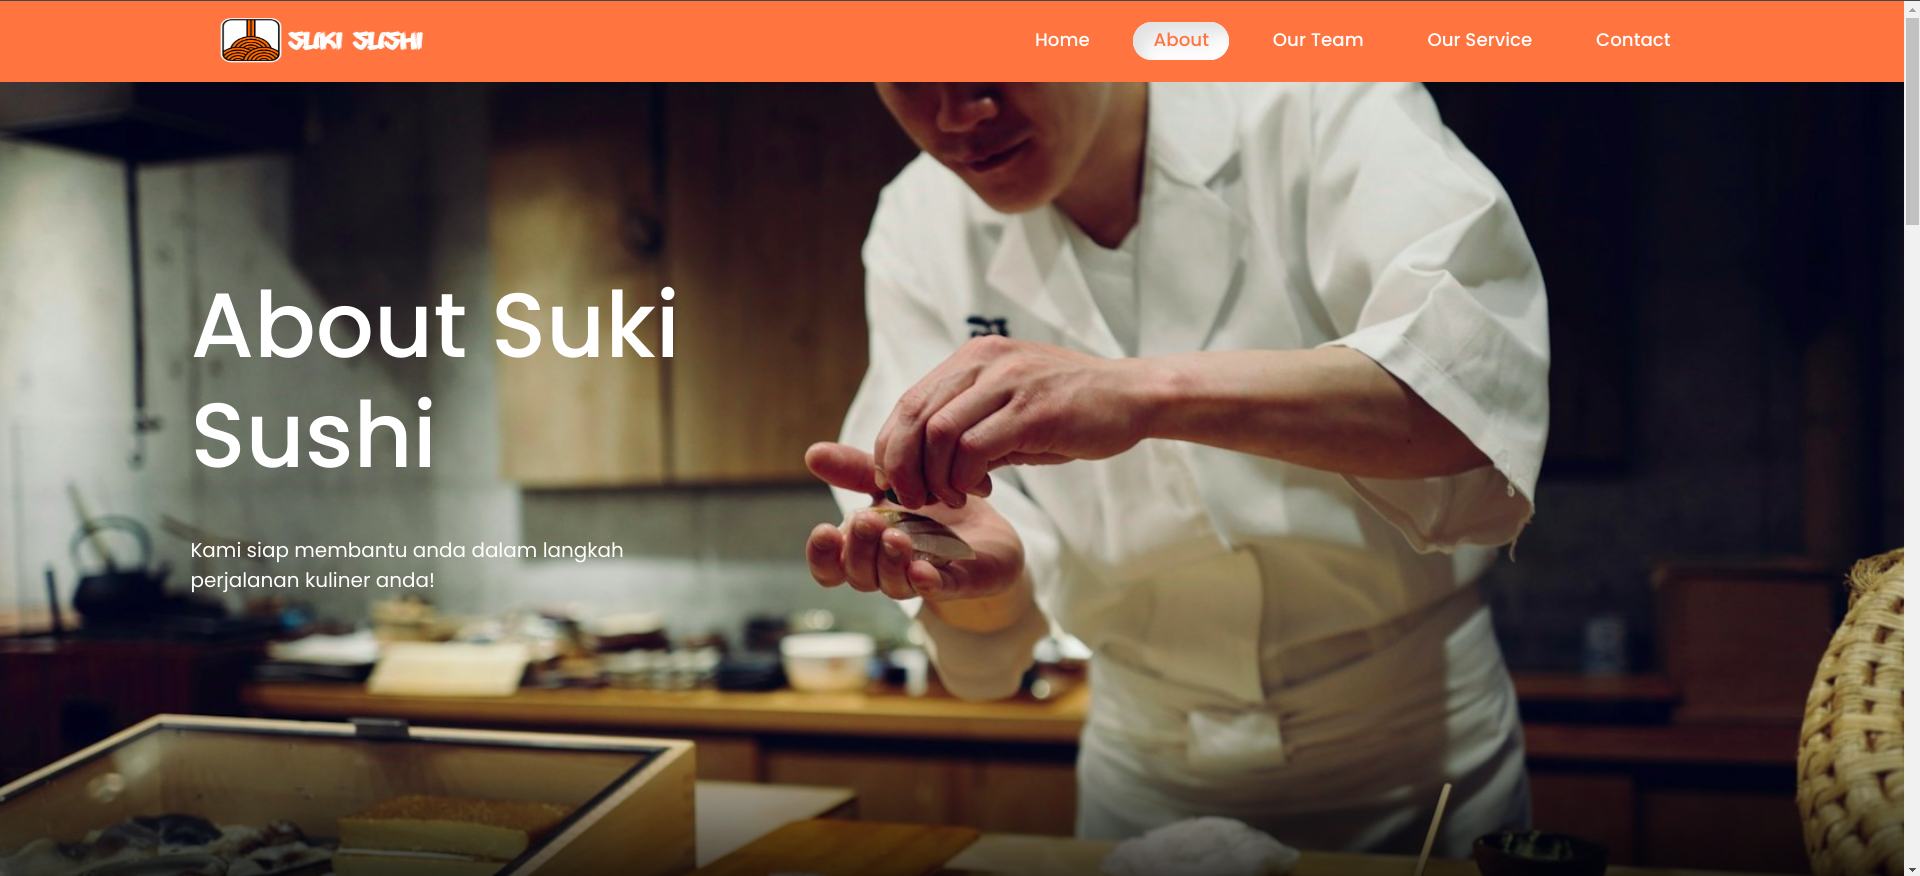 SUKI SUSHI
Home
About
Our Team
Our Service
Contact
About Suki
Sushi
Kami siap membantu anda dalam langkah
perjalanan kuliner anda!